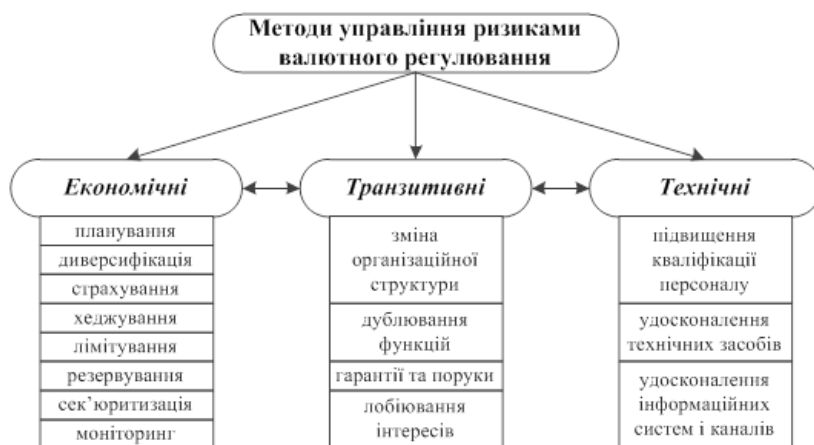 Методи управління ризиками
валютного регулювання
Економічні
Транзитивні
Технічні
планування
диверсифікація
страхування
хеджування
лімітування
резервування
сек’юритизація
моніторинг
зміна
організаційної
структури
дублювання
функцій
гарантії та поруки
лобіювання
інтересів
підвищення
кваліфікації
персоналу
удосконалення
технічних засобів
удосконалення
інформаційних
систем і каналів